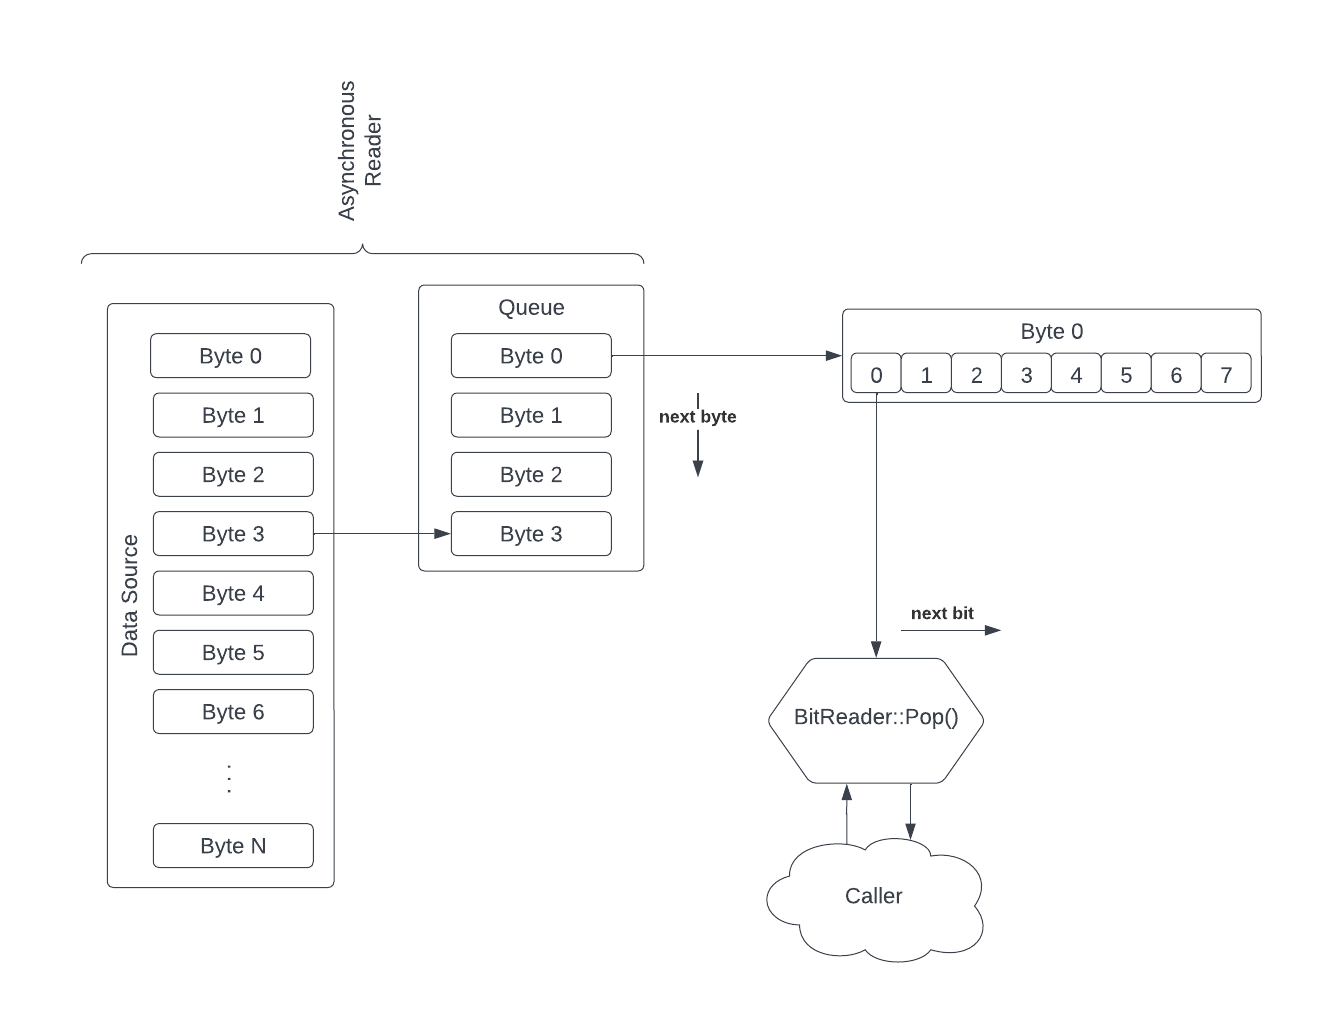 Asynchronous
Reader
Data Source
Byte 0
Byte 1
Byte 2
Byte 3
Byte 4
Byte 5
Byte 6
. . .
Byte N
Queue
Byte 0
Byte 1
Byte 2
Byte 3
next byte
Byte 0
0 1 2 3 4 5 6 7
next bit
BitReader::Pop()
Caller